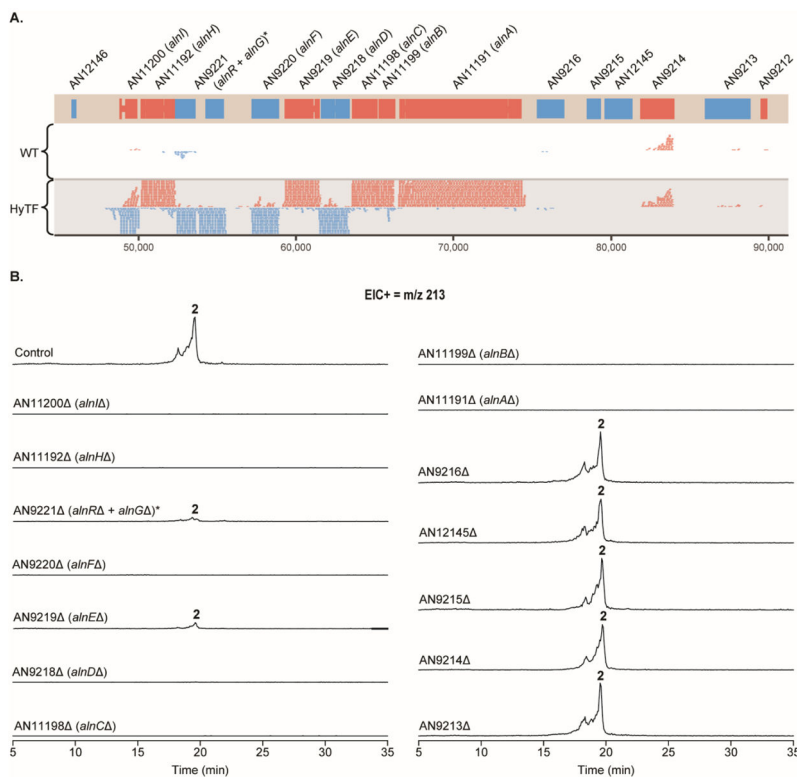 A.
AN12146
AN11200 (alnI)
AN11192 (alnH)
AN9221
(alnR + alnG)*
AN9220 (alnF)
AN9219 (alnE)
AN9218 (alnD)
AN11198 (alnC)
AN11199 (alnB)
AN11191 (alnA)
AN9216
AN9215
AN12145
AN9214
AN9213
AN9212
WT
HyTF
50,000 60,000 70,000 80,000 90,000
B.
EIC+ = m/z 213
Control
2
AN11200Δ (alnIΔ)
AN11192Δ (alnHΔ)
AN9221Δ (alnRΔ + alnGΔ)*
2
AN9220Δ (alnFΔ)
AN9219Δ (alnEΔ)
2
AN9218Δ (alnDΔ)
AN11198Δ (alnCΔ)
5 10 15 20 25 30 35
Time (min)
AN11199Δ (alnBΔ)
AN11191Δ (alnAΔ)
2
AN9216Δ
2
AN12145Δ
2
AN9215Δ
2
AN9214Δ
2
AN9213Δ
5 10 15 20 25 30 35
Time (min)